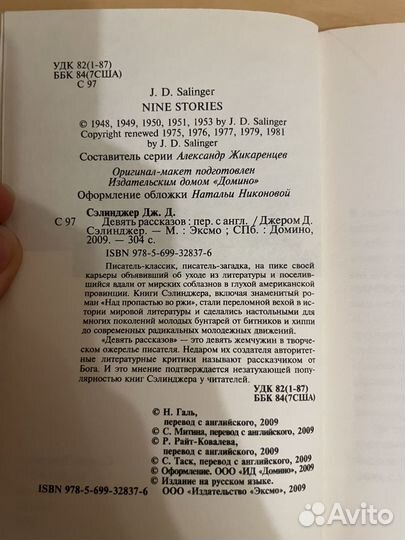 УДК 82(1-87)
ББК 84(7США)
С 97
J. D. Salinger
NINE STORIES
© 1948, 1949, 1950, 1951, 1953 by J. D. Salinger
Copyright renewed 1975, 1976, 1977, 1979, 1981
by J. D. Salinger
Составитель серии Александр Жикаренцев
Оригинал-макет подготовлен
Издательским домом «Домино»
Оформление обложки Натальи Никоновой
Сэлинджер Дж. Д.
С 97 Девять рассказов : пер. с англ. / Джером Д.
Сэлинджер. — М. : Эксмо ; СПб. : Домино,
2009. — 304 с.
ISBN 978-5-699-32837-6
Писатель-классик, писатель-загадка, на пике своей
карьеры объявивший об уходе из литературы и поселив-
шийся вдали от мирских соблазнов в глухой американской
провинции. Книги Сэлинджера, включая знаменитый ро-
ман «Над пропастью во ржи», стали переломной вехой в ис-
тории мировой литературы и сделались настольными для
многих поколений молодых бунтарей от битников и хиппи
до современных радикальных молодежных движений.
«Девять рассказов» — это девять жемчужин в творчес-
ком ожерелье писателя. Недаром их создателя авторитет-
ные литературные критики называют рассказчиком от
Бога. И это мнение подтверждается незатухающей попу-
лярностью книг Сэлинджера у читателей.
УДК 82(1-87)
ББК 84(7США)
© Н. Галь,
перевод с английского, 2009
© С. Митина, перевод с английского, 2009
© Р. Райт-Ковалева,
перевод с английского, 2009
© С. Таск, перевод с английского, 2009
© Оформление. ООО «ИД «Домино», 2009
© Издание на русском языке.
ISBN 978-5-699-32837-6 ООО «Издательство «Эксмо», 2009
Avito